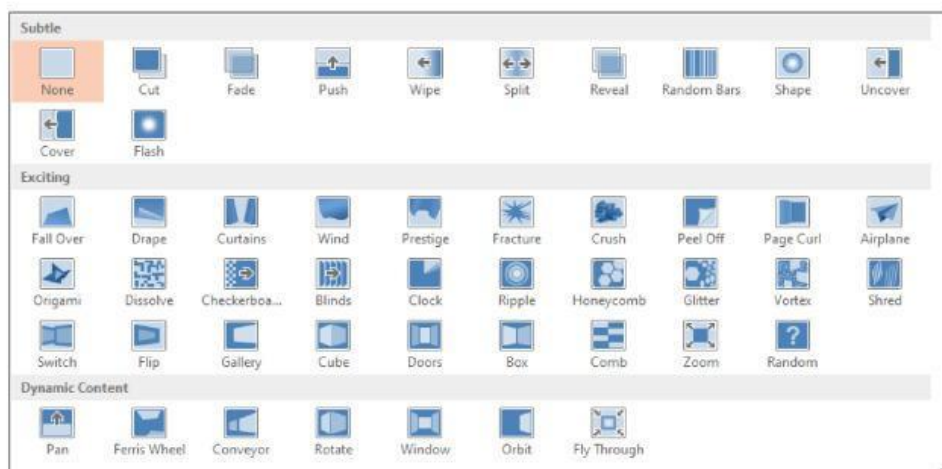 Subtle
None Cut Fade Push Wipe Split Reveal Random Bars Shape Uncover
Cover Flash
Exciting
Fall Over Drape Curtains Wind Prestige Fracture Crush Peel Off Page Curl Airplane
Origami Dissolve Checkerboa... Blinds Clock Ripple Honeycomb Glitter Vortex Shred
Switch Flip Gallery Cube Doors Box Comb Zoom Random
?
Dynamic Content
Pan Ferris Wheel Conveyor Rotate Window Orbit Fly Through